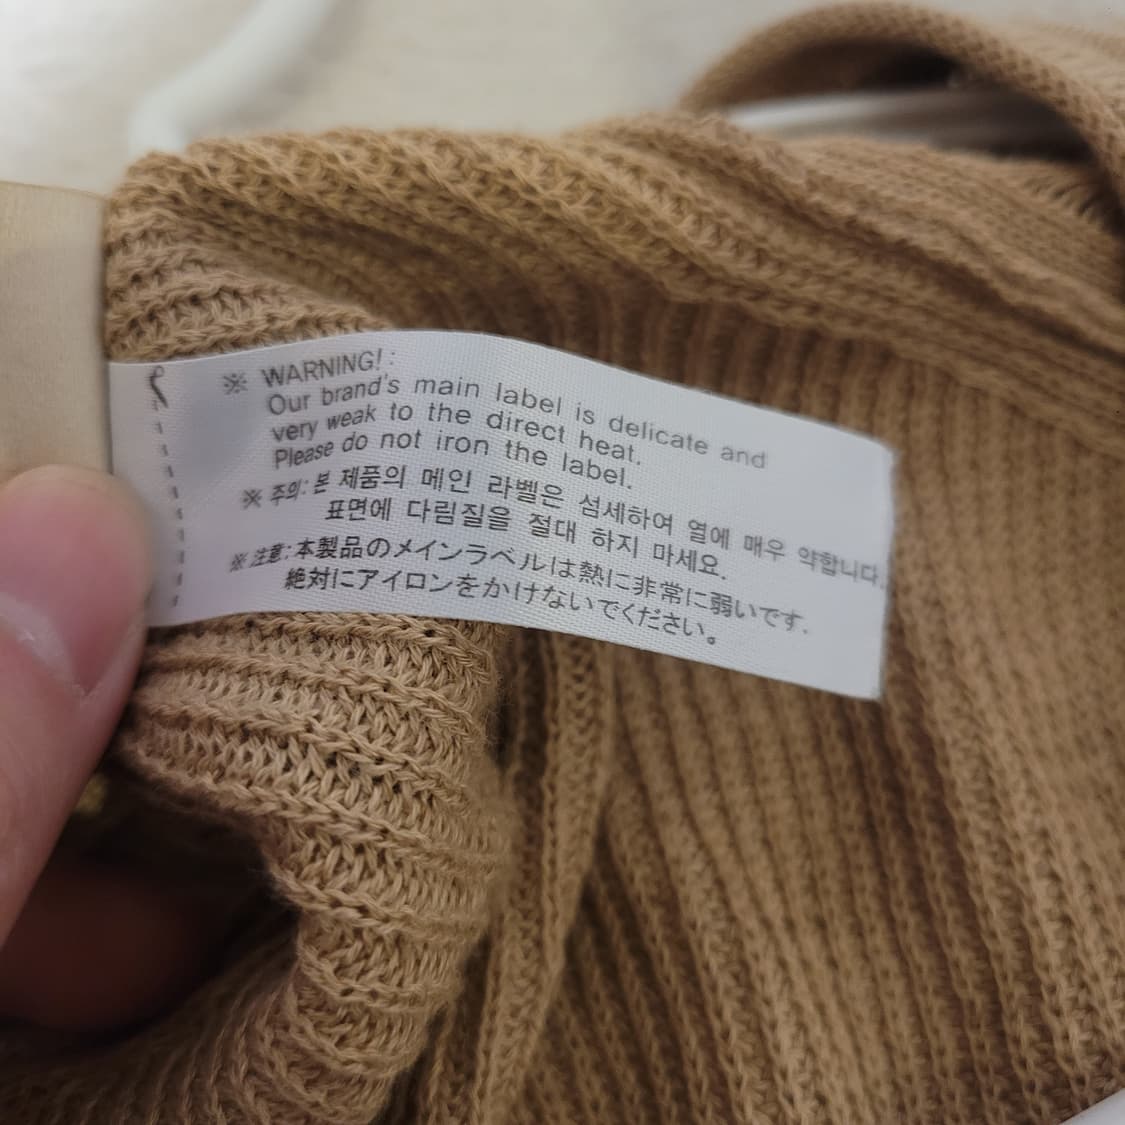 ※ WARNING! :
Our brand's main label is delicate and
very weak to the direct heat.
Please do not iron the label.
※ 주의: 본 제품의 메인 라벨은 섬세하여 열에 매우 약합니다.
표면에 다림질을 절대 하지 마세요.
※ 注意: 本製品のメインラベルは熱に非常に弱いです.
絶対にアイロンをかけないでください。